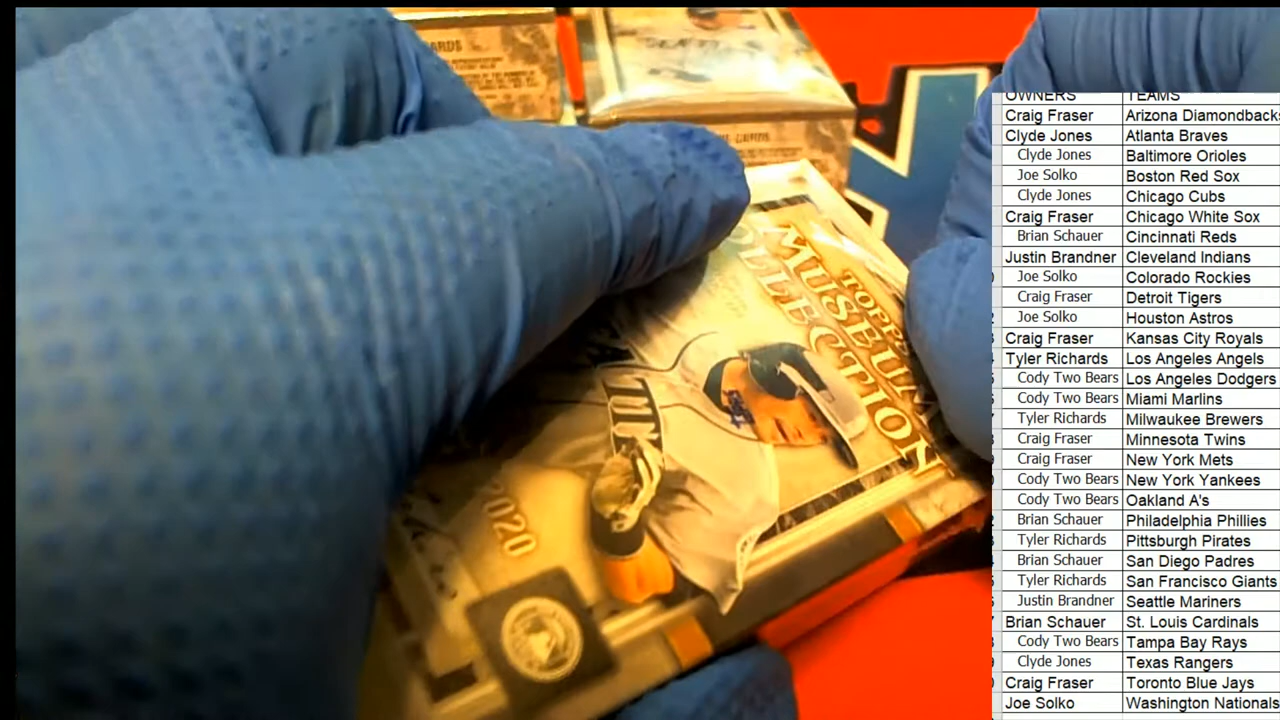 CARDS
CARDS
TOPPS
MUSEUM
COLLECTION
2020
OWNERS TEAMS
Craig Fraser Arizona Diamondbacks
Clyde Jones Atlanta Braves
Clyde Jones Baltimore Orioles
Joe Solko Boston Red Sox
Clyde Jones Chicago Cubs
Craig Fraser Chicago White Sox
Brian Schauer Cincinnati Reds
Justin Brandner Cleveland Indians
Joe Solko Colorado Rockies
Craig Fraser Detroit Tigers
Joe Solko Houston Astros
Craig Fraser Kansas City Royals
Tyler Richards Los Angeles Angels
Cody Two Bears Los Angeles Dodgers
Cody Two Bears Miami Marlins
Tyler Richards Milwaukee Brewers
Craig Fraser Minnesota Twins
Craig Fraser New York Mets
Cody Two Bears New York Yankees
Cody Two Bears Oakland A's
Brian Schauer Philadelphia Phillies
Tyler Richards Pittsburgh Pirates
Brian Schauer San Diego Padres
Tyler Richards San Francisco Giants
Justin Brandner Seattle Mariners
Brian Schauer St. Louis Cardinals
Cody Two Bears Tampa Bay Rays
Clyde Jones Texas Rangers
Craig Fraser Toronto Blue Jays
Joe Solko Washington Nationals